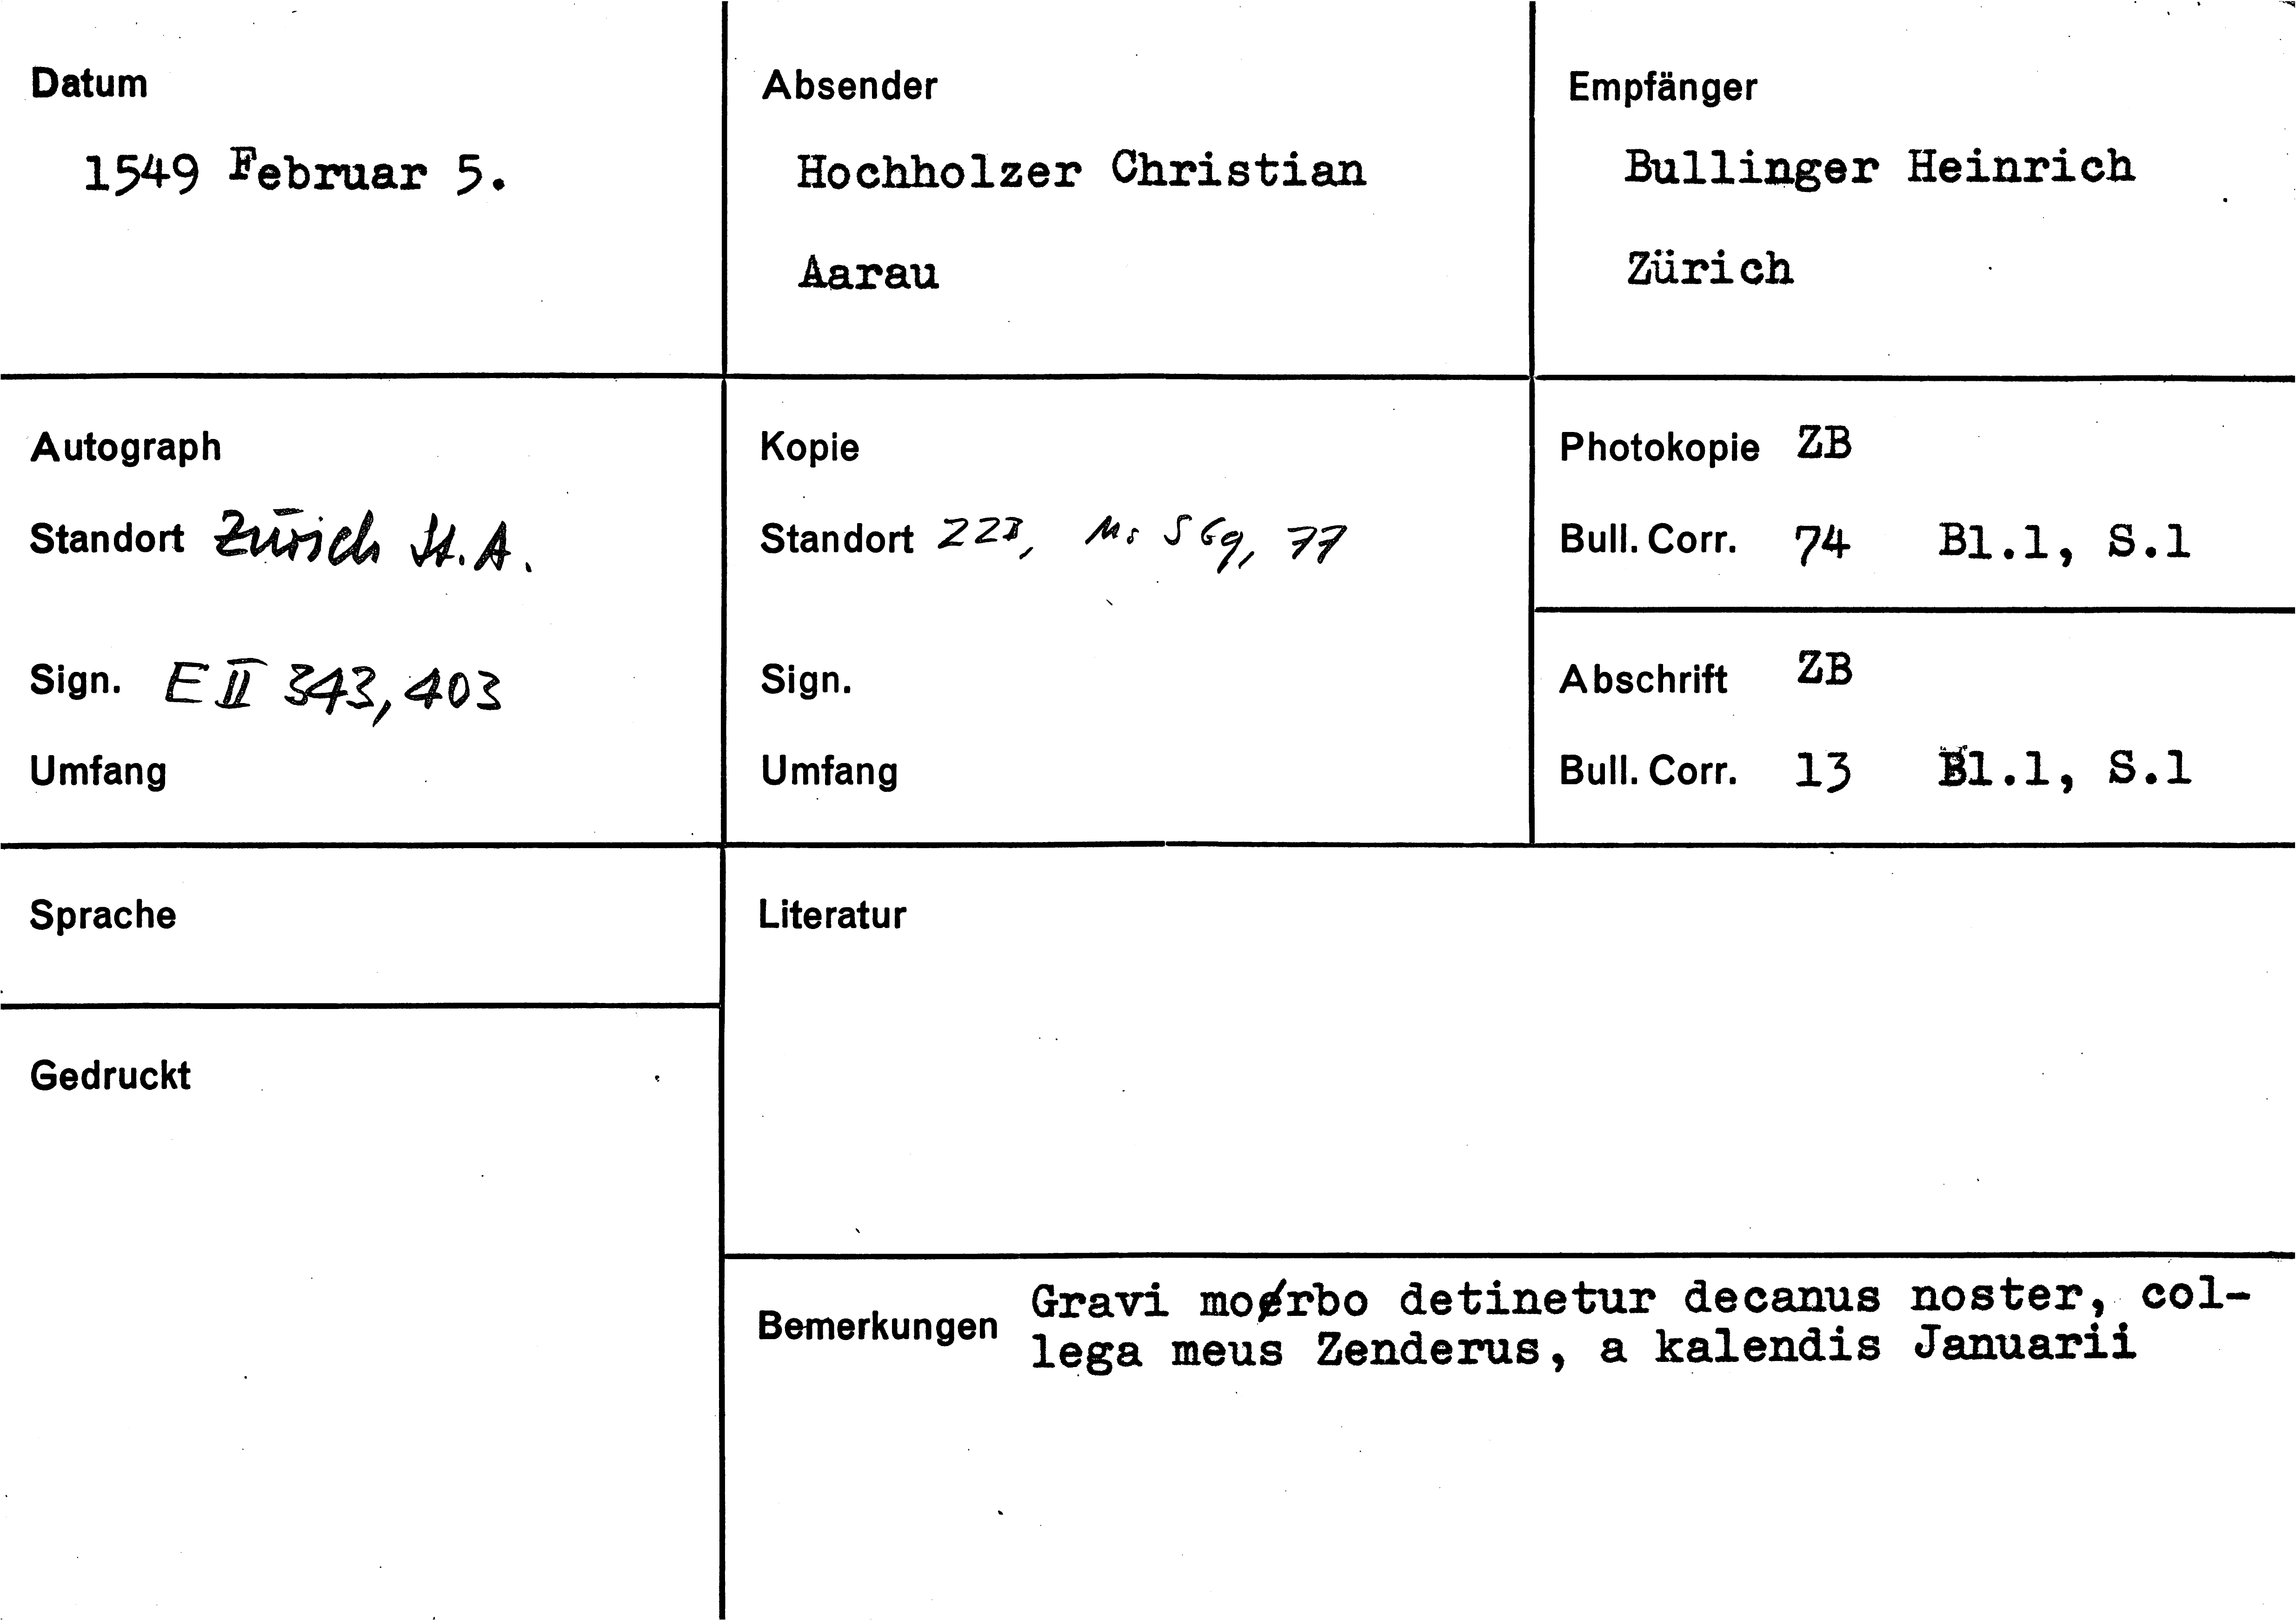 Datum
1549 Februar 5.
Absender
Hochholzer Christian
Aarau
Empfänger
Bullinger Heinrich
Zürich
Autograph
Standort Zürich St. A.
Sign. E II 343, 403
Umfang
Kopie
Standort ZZB, Ms S 69, 77
Sign.
Umfang
Photokopie ZB
Bull. Corr. 74 Bl.1, S.1
Abschrift ZB
Bull. Corr. 13 Bl.1, S.1
Sprache
Literatur
Gedruckt
Bemerkungen Gravi morbo detinetur decanus noster, col-
lega meus Zenderus, a kalendis Januarii